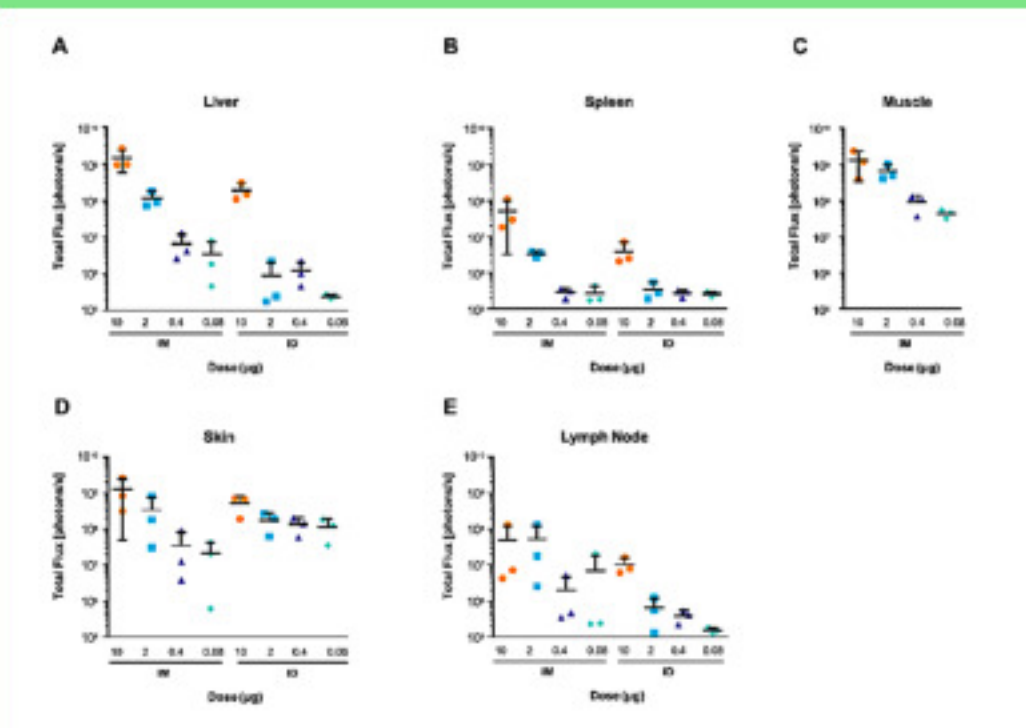 A
B
C
Liver
Spleen
Muscle
Total Flux [photons/s]
Total Flux [photons/s]
Total Flux [photons/s]
10 2 0.4 0.08 10 2 0.4 0.08
10 2 0.4 0.08 10 2 0.4 0.08
10 2 0.4 0.08
IM ID
IM ID
IM
Dose (µg)
Dose (µg)
Dose (µg)
D
E
Skin
Lymph Node
Total Flux [photons/s]
Total Flux [photons/s]
10 2 0.4 0.08 10 2 0.4 0.08
10 2 0.4 0.08 10 2 0.4 0.08
IM ID
IM ID
Dose (µg)
Dose (µg)